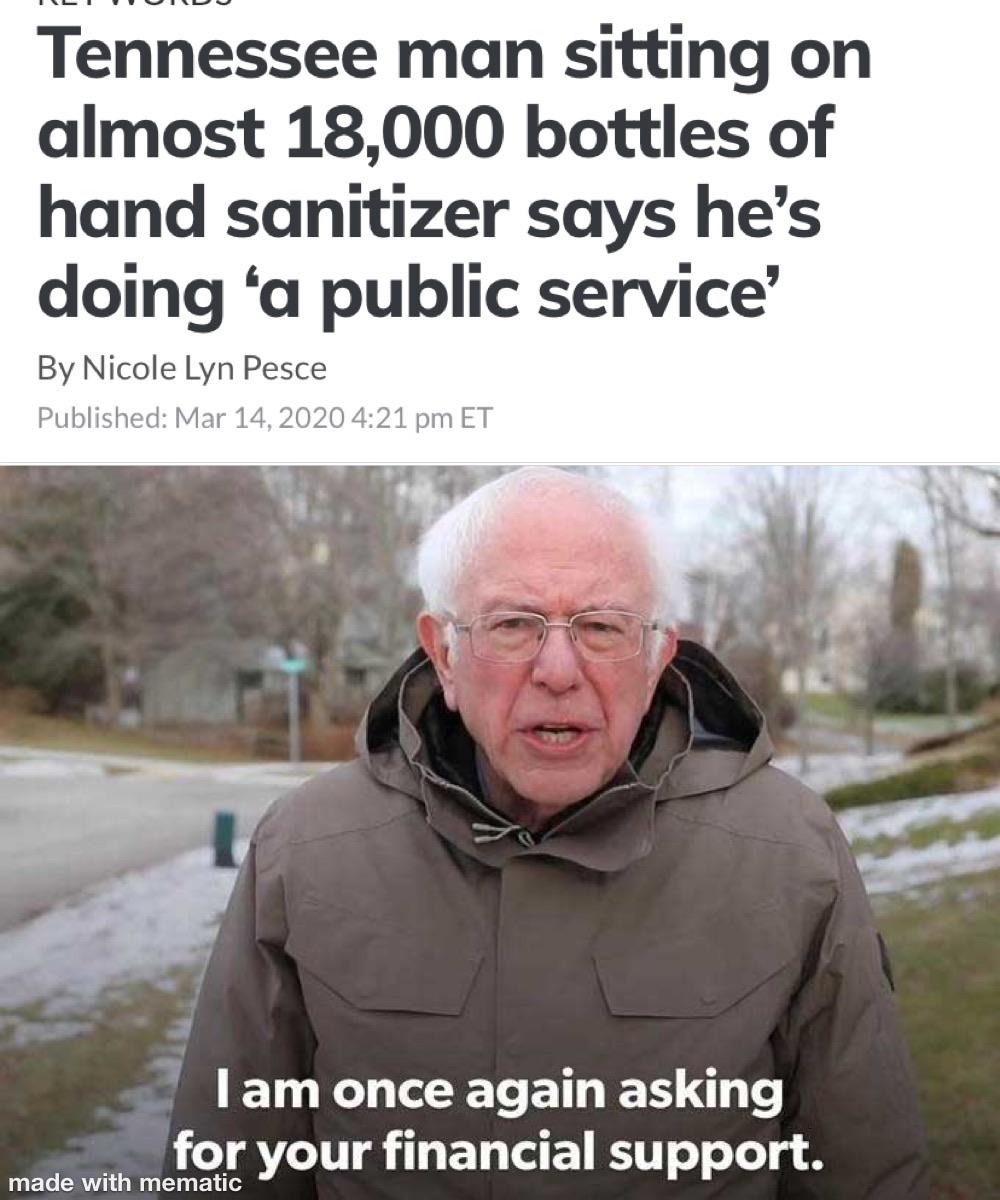 KEY WORDS
Tennessee man sitting on
almost 18,000 bottles of
hand sanitizer says he’s
doing ‘a public service’
By Nicole Lyn Pesce
Published: Mar 14, 2020 4:21 pm ET
I am once again asking
for your financial support.
made with mematic